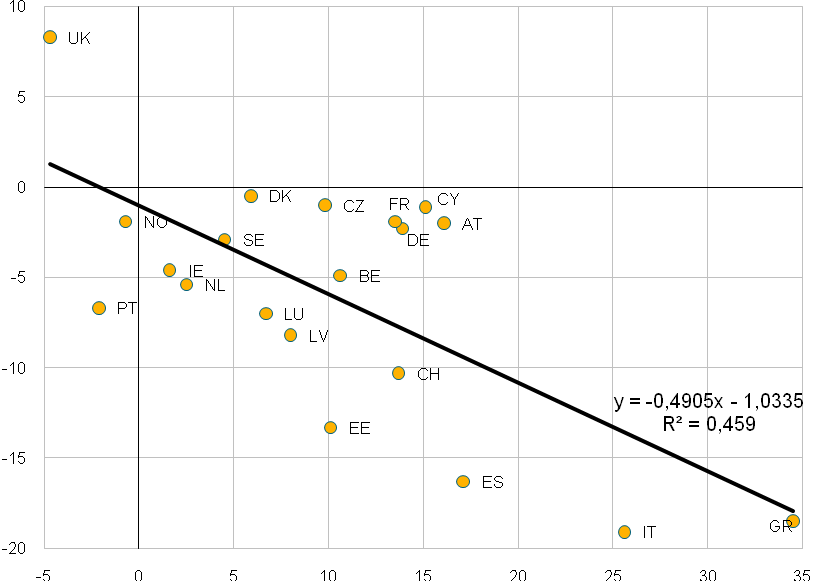 10
UK
5
0
DK
CZ
FR
CY
NO
SE
DE
AT
IE
NL
BE
-5
PT
LU
LV
-10
CH
y = -0,4905x - 1,0335
R² = 0,459
EE
-15
ES
GR
IT
-20
-5 0 5 10 15 20 25 30 35